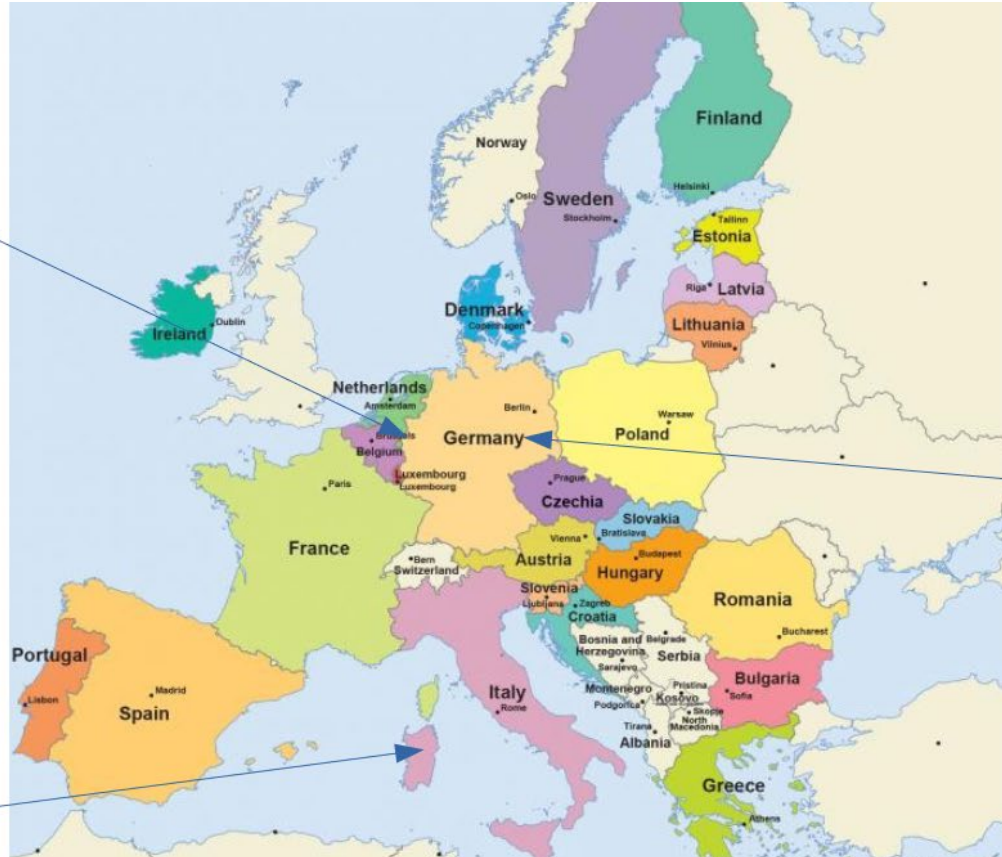 Finland
Norway
Helsinki
Oslo
Sweden
Stockholm
Tallinn
Estonia
Riga
Latvia
Denmark
Copenhagen
Dublin
Ireland
Lithuania
Vilnius
Netherlands
Amsterdam
Berlin
Warsaw
Germany
Poland
Brussels
Belgium
Luxembourg
Luxembourg
Paris
Prague
Czechia
Slovakia
Vienna
Bratislava
France
Bern
Switzerland
Austria
Budapest
Hungary
Slovenia
Ljubljana
Zagreb
Croatia
Romania
Bucharest
Bosnia and
Herzegovina
Sarajevo
Belgrade
Serbia
Portugal
Lisbon
Madrid
Spain
Italy
Rome
Montenegro
Podgorica
Pristina
Kosovo
Bulgaria
Sofia
Skopje
North
Macedonia
Tirana
Albania
Greece
Athens